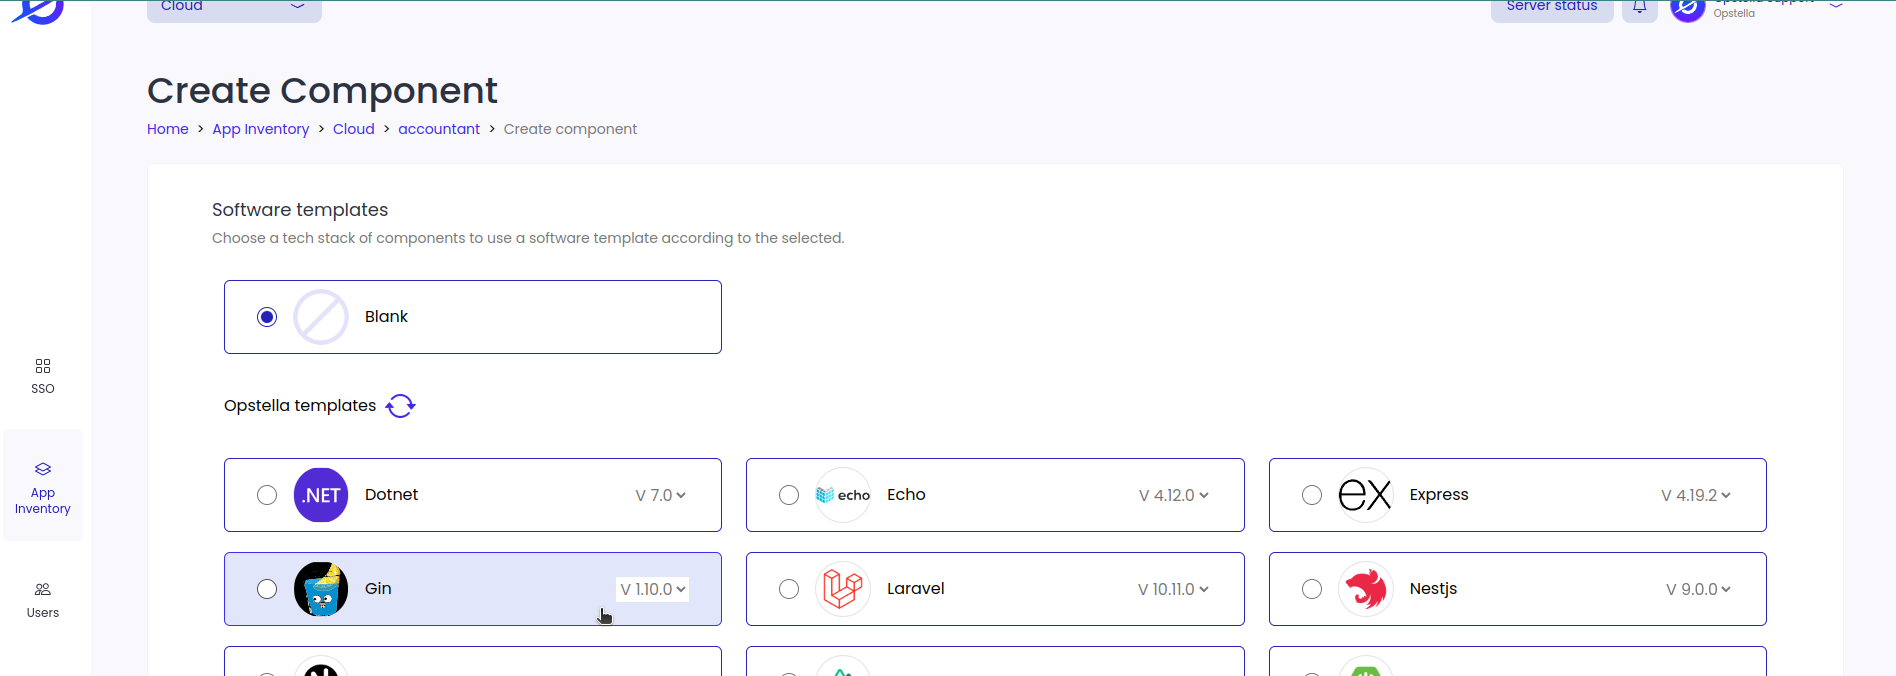 Cloud
Server status
Opstella
Create Component
Home > App Inventory > Cloud > accountant > Create component
Software templates
Choose a tech stack of components to use a software template according to the selected.
Blank
SSO
Opstella templates
App
Inventory
.NET Dotnet V 7.0
echo Echo V 4.12.0
ex Express V 4.19.2
Gin V 1.10.0
Laravel V 10.11.0
Nestjs V 9.0.0
Users